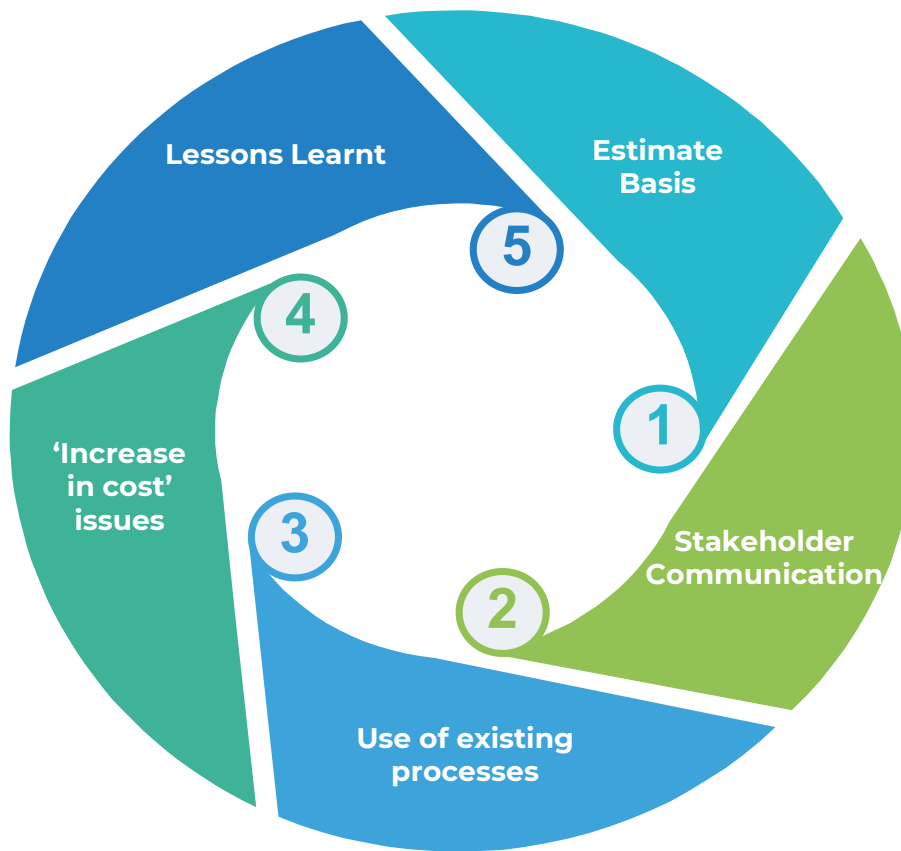 Estimate
Basis
1
Stakeholder
Communication
2
Use of existing
processes
3
‘Increase
in cost’
issues
4
Lessons Learnt
5